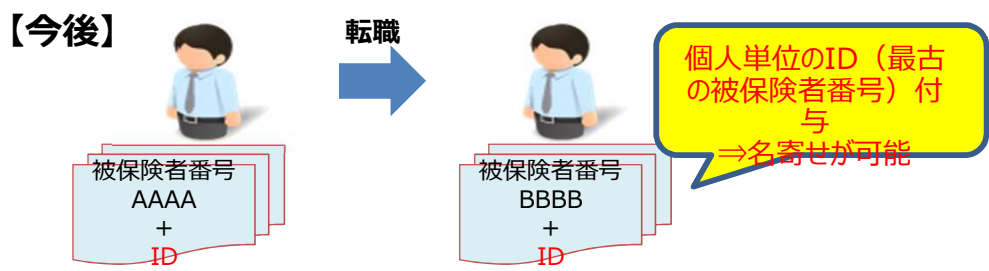 【今後】
転職
個人単位のID（最古
の被保険者番号）付
与
⇒名寄せが可能
被保険者番号
AAAA
+
ID
被保険者番号
BBBB
+
ID